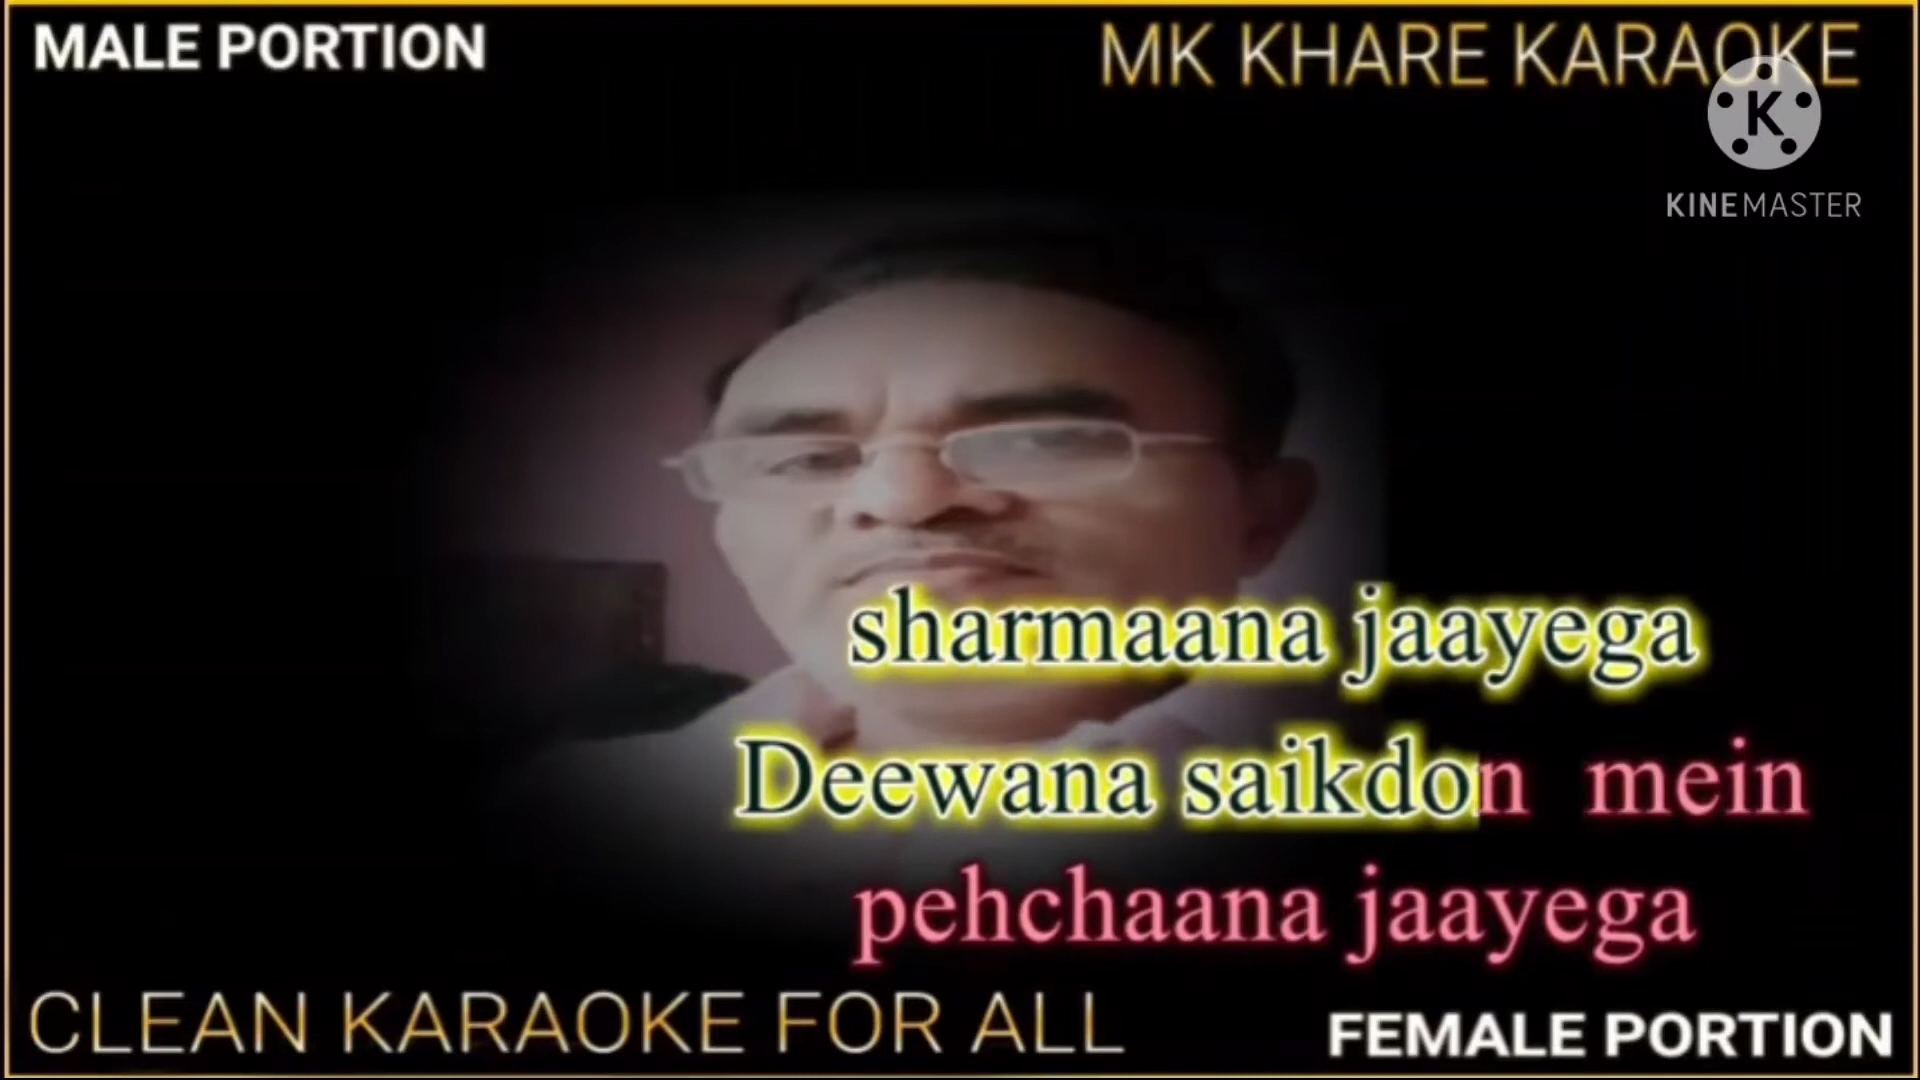 MALE PORTION
MK KHARE KARAOKE
K
KINEMASTER
sharmaana jaayega
Deewana saikdon mein
pehchaana jaayega
CLEAN KARAOKE FOR ALL
FEMALE PORTION